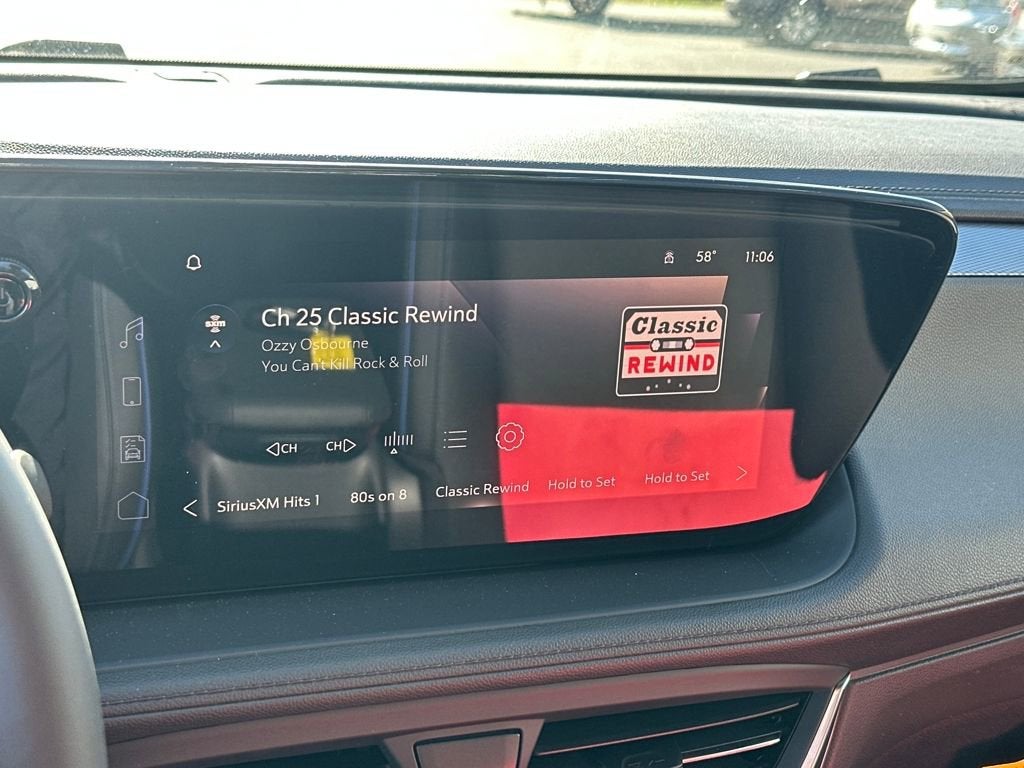 58° 11:06
sxm
Ch 25 Classic Rewind
Ozzy Osbourne
You Can't Kill Rock & Roll
Classic
REWIND
CH CH
SiriusXM Hits 1 80s on 8 Classic Rewind Hold to Set Hold to Set